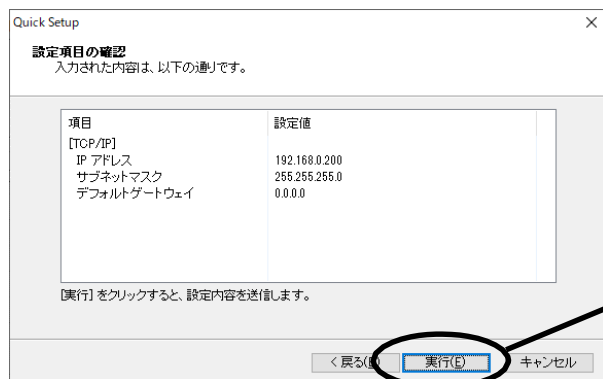 Quick Setup
設定項目の確認
入力された内容は、以下の通りです。
項目 設定値
[TCP/IP]
IP アドレス 192.168.0.200
サブネットマスク 255.255.255.0
デフォルトゲートウェイ 0.0.0.0
[実行] をクリックすると、設定内容を送信します。
< 戻る 実行(E) キャンセル